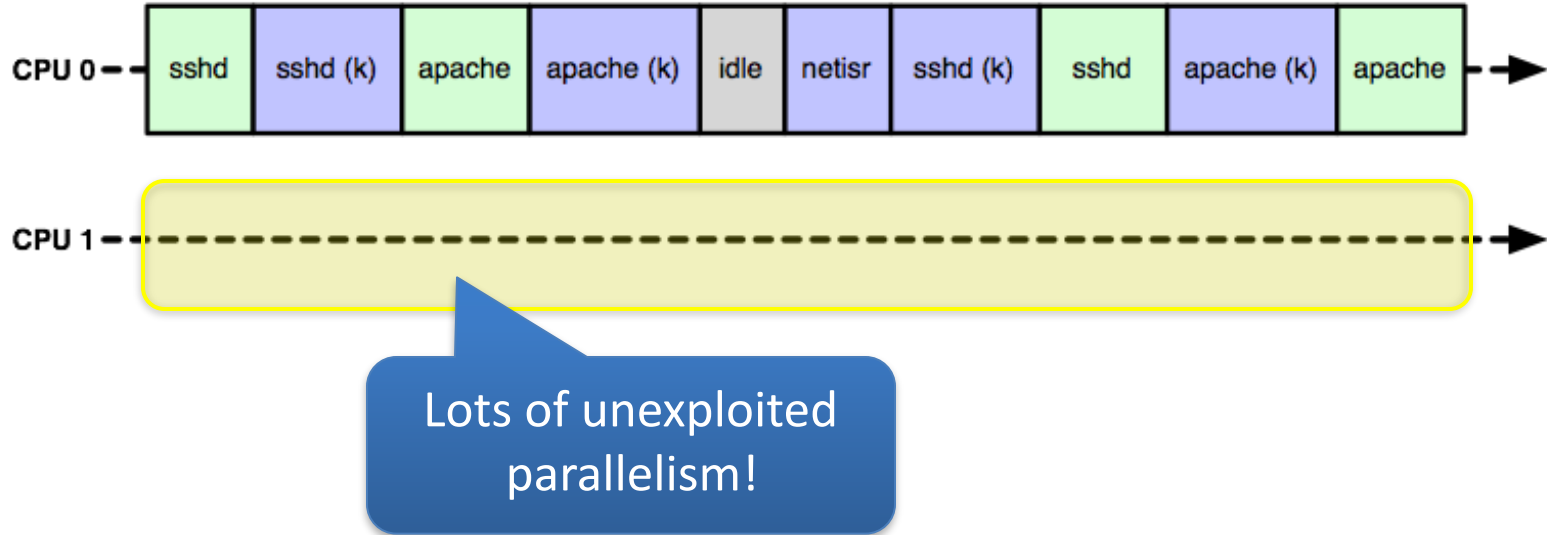 CPU 0 sshd sshd (k) apache apache (k) idle netisr sshd (k) sshd apache (k) apache
CPU 1
Lots of unexploited
parallelism!